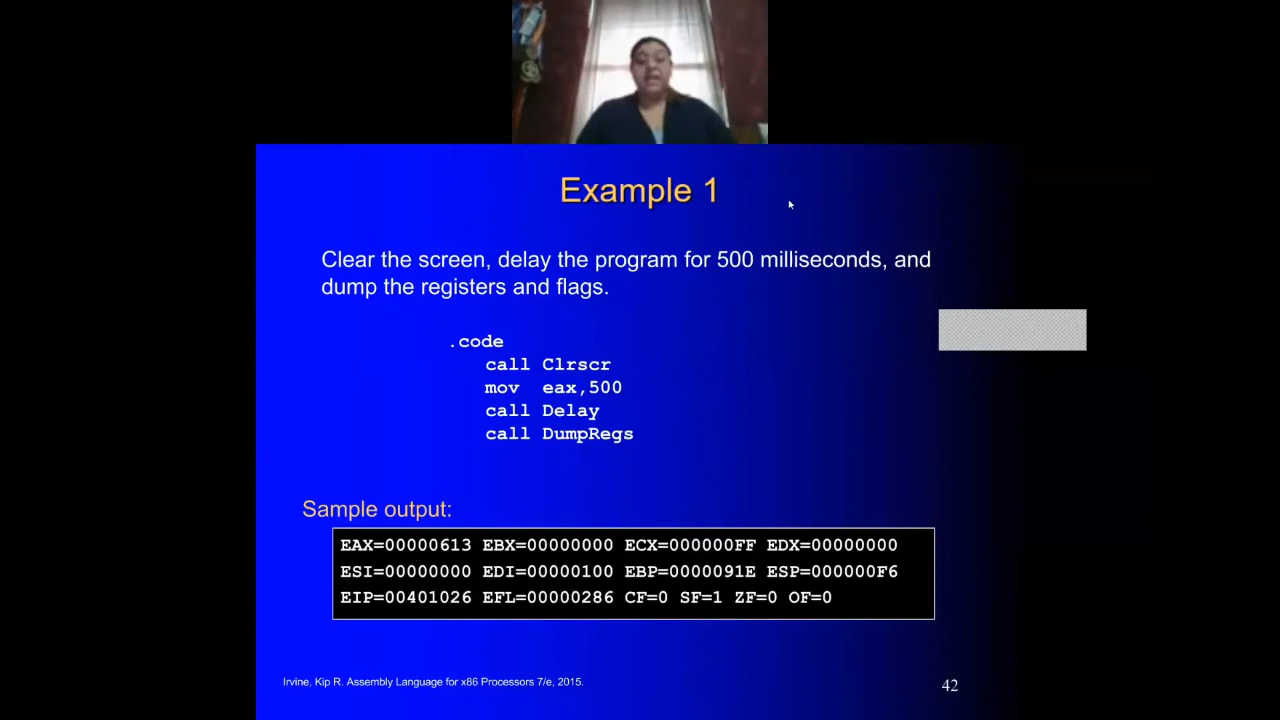 Example 1
Clear the screen, delay the program for 500 milliseconds, and
dump the registers and flags.
.code
call Clrscr
mov eax,500
call Delay
call DumpRegs
Sample output:
EAX=00000613 EBX=00000000 ECX=000000FF EDX=00000000
ESI=00000000 EDI=00000100 EBP=0000091E ESP=000000F6
EIP=00401026 EFL=00000286 CF=0 SF=1 ZF=0 OF=0
Irvine, Kip R. Assembly Language for x86 Processors 7/e, 2015.
42